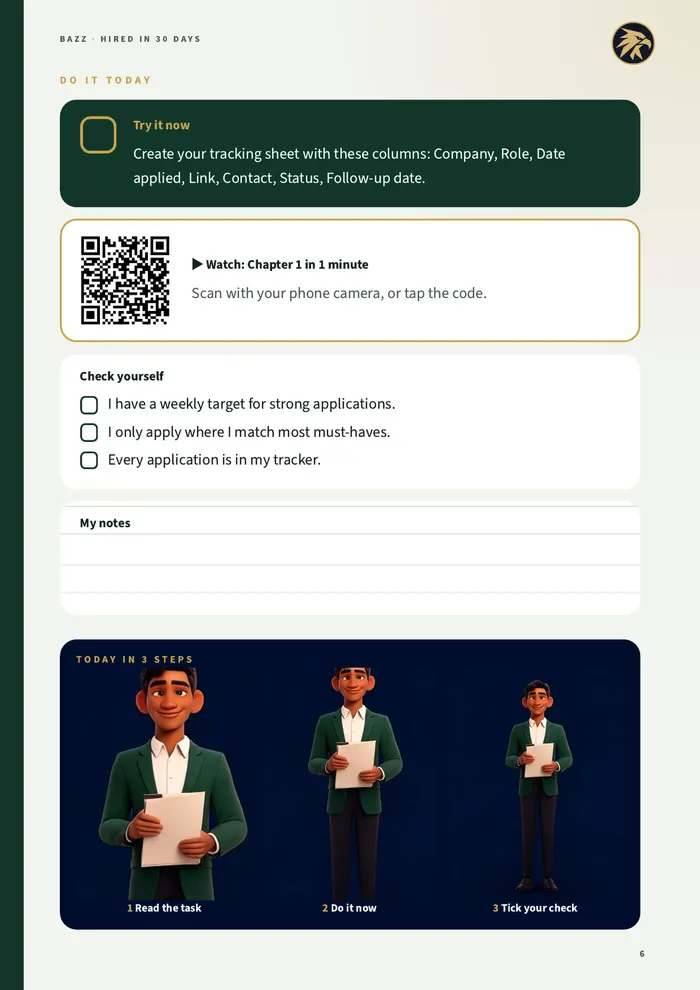 BAZZ · HIRED IN 30 DAYS
DO IT TODAY
Try it now
Create your tracking sheet with these columns: Company, Role, Date
applied, Link, Contact, Status, Follow-up date.
▶ Watch: Chapter 1 in 1 minute
Scan with your phone camera, or tap the code.
Check yourself
I have a weekly target for strong applications.
I only apply where I match most must-haves.
Every application is in my tracker.
My notes
TODAY IN 3 STEPS
1 Read the task
2 Do it now
3 Tick your check
6